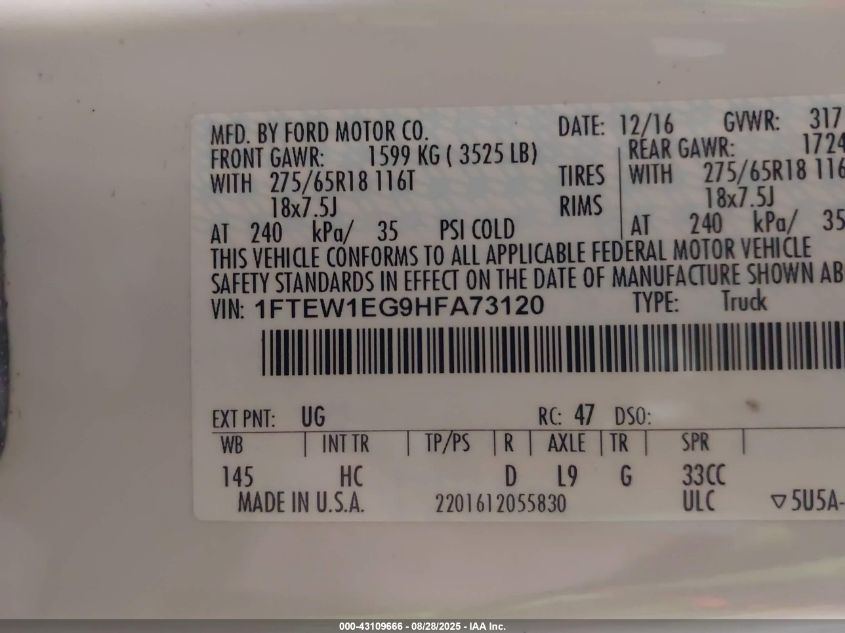 MFD. BY FORD MOTOR CO. DATE: 12/16 GVWR: 317
FRONT GAWR: 1599 KG ( 3525 LB) REAR GAWR: 1724
WITH 275/65R18 116T TIRES WITH 275/65R18 116
18x7.5J RIMS 18x7.5J
AT 240 kPa/ 35 PSI COLD AT 240 kPa/ 35
THIS VEHICLE CONFORMS TO ALL APPLICABLE FEDERAL MOTOR VEHICLE
SAFETY STANDARDS IN EFFECT ON THE DATE OF MANUFACTURE SHOWN AB
VIN: 1FTEW1EG9HFA73120 TYPE: Truck
EXT PNT: UG RC: 47 DSO:
WB | INT TR | TP/PS | R | AXLE | TR | SPR |
145 HC D L9 G 33CC
MADE IN U.S.A. 2201612055830 ULC ▽5U5A-
000-43109666 - 08/28/2025 - IAA Inc.